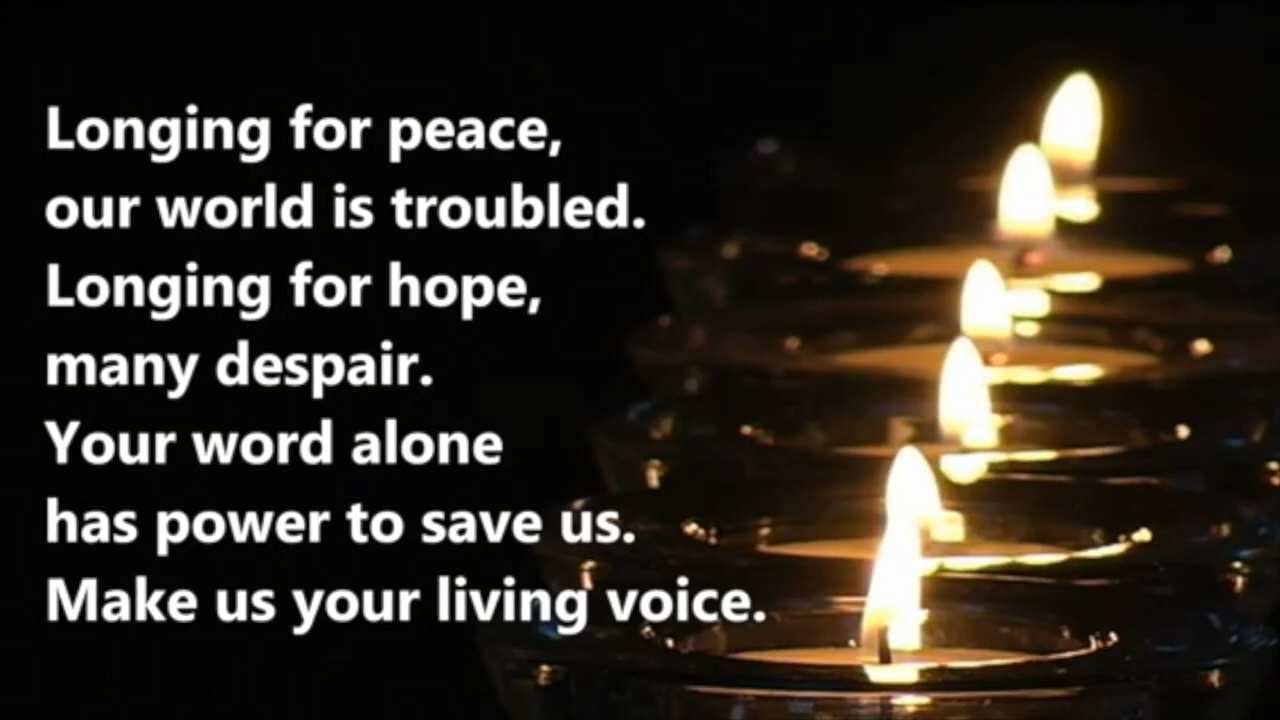 Longing for peace,
our world is troubled.
Longing for hope,
many despair.
Your word alone
has power to save us.
Make us your living voice.